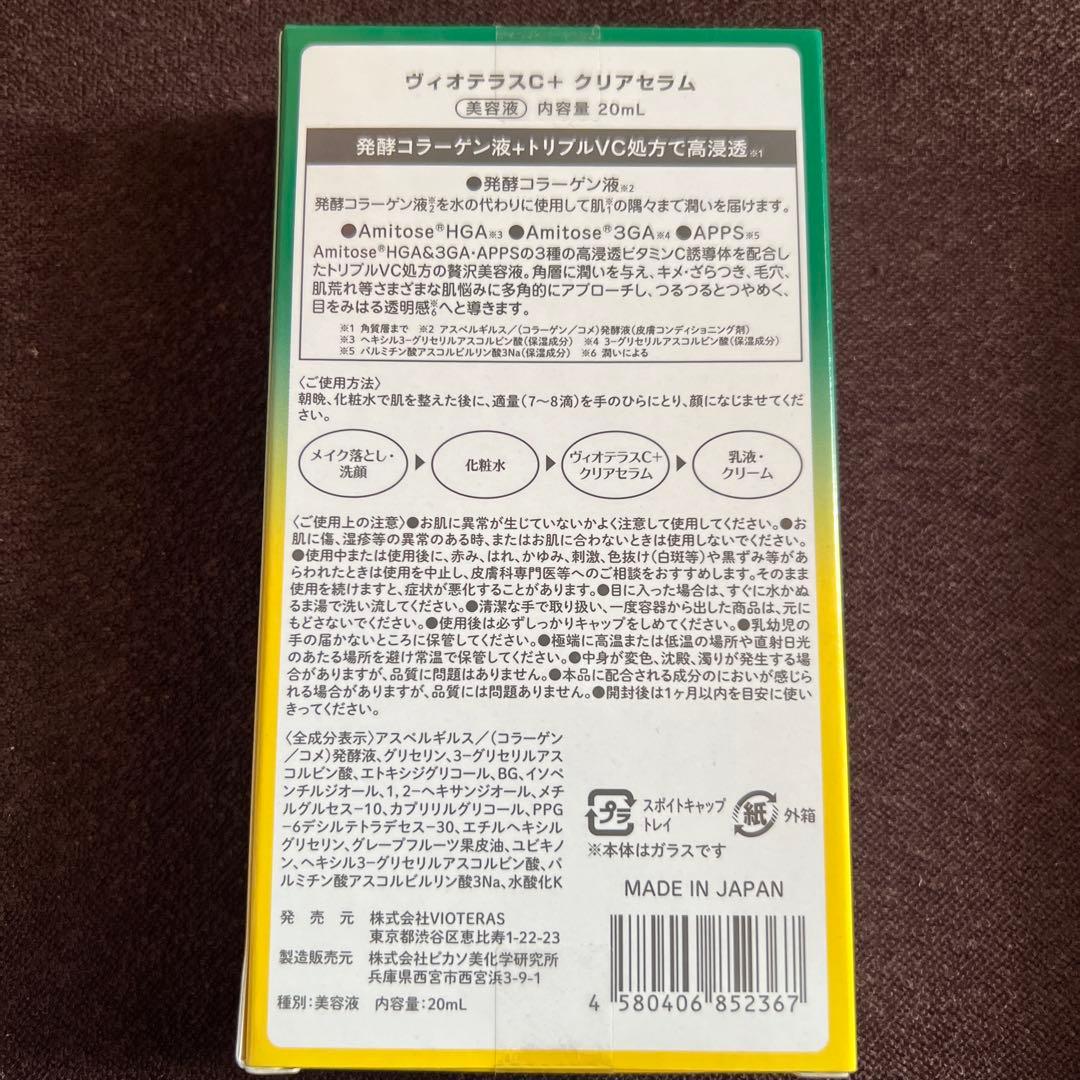 ヴィオテラスC+ クリアセラム
美容液 内容量 20mL
発酵コラーゲン液+トリプルVC処方で高浸透※1
●発酵コラーゲン液※2
発酵コラーゲン液※2を水の代わりに使用して肌※1の隅々まで潤いを届けます。
●Amitose®HGA※3 ●Amitose®3GA※4 ●APPS※5
Amitose®HGA&3GA・APPSの3種の高浸透ビタミンC誘導体を配合し
たトリプルVC処方の贅沢美容液。角層に潤いを与え、キメ・ざらつき、毛穴、
肌荒れ等さまざまな肌悩みに多角的にアプローチし、つるつるとつやめく、
目をみはる透明感※6へと導きます。
※1 角質層まで ※2 アスペルギルス/(コラーゲン/コメ)発酵液(皮膚コンディショニング剤)
※3 ヘキシル3-グリセリルアスコルビン酸(保湿成分) ※4 3-グリセリルアスコルビン酸(保湿成分)
※5 パルミチン酸アスコルビルリン酸3Na(保湿成分) ※6 潤いによる
〈ご使用方法〉
朝晩、化粧水で肌を整えた後に、適量(7〜8滴)を手のひらにとり、顔になじませてくだ
さい。
メイク落とし・
洗顔
化粧水
ヴィオテラスC+
クリアセラム
乳液・
クリーム
〈ご使用上の注意〉●お肌に異常が生じていないかよく注意して使用してください。●お
肌に傷、湿疹等の異常のある時、またはお肌に合わないときは使用しないでください。
●使用中または使用後に、赤み、はれ、かゆみ、刺激、色抜け(白斑等)や黒ずみ等があ
らわれたときは使用を中止し、皮膚科専門医等へのご相談をおすすめします。そのまま
使用を続けますと、症状が悪化することがあります。●目に入った場合は、すぐに水かぬ
るま湯で洗い流してください。●清潔な手で取り扱い、一度容器から出した商品は、元に
もどさないでください。●使用後は必ずしっかりキャップをしめてください。●乳幼児の
手の届かないところに保管してください。●極端に高温または低温の場所や直射日光
のあたる場所を避け常温で保管してください。●中身が変色、沈殿、濁りが発生する場
合がありますが、品質に問題はありません。●本品に配合される成分のにおいが感じら
れる場合がありますが、品質には問題ありません。●開封後は1ヶ月以内を目安に使い
きってください。
〈全成分表示〉アスペルギルス/(コラーゲン
/コメ)発酵液、グリセリン、3-グリセリルアス
コルビン酸、エトキシジグリコール、BG、イソペ
ンチルジオール、1,2-ヘキサンジオール、メチ
ルグルセス-10、カプリリルグリコール、PPG
-6デシルテトラデセス-30、エチルヘキシル
グリセリン、グレープフルーツ果皮油、ユビキノ
ン、ヘキシル3-グリセリルアスコルビン酸、パ
ルミチン酸アスコルビルリン酸3Na、水酸化K
プラ
スポイトキャップ
トレイ
紙
外箱
※本体はガラスです
MADE IN JAPAN
発売元 株式会社VIOTERAS
東京都渋谷区恵比寿1-22-23
製造販売元 株式会社ピカソ美化学研究所
兵庫県西宮市西宮浜3-9-1
種別:美容液 内容量:20mL
4 580406 852367